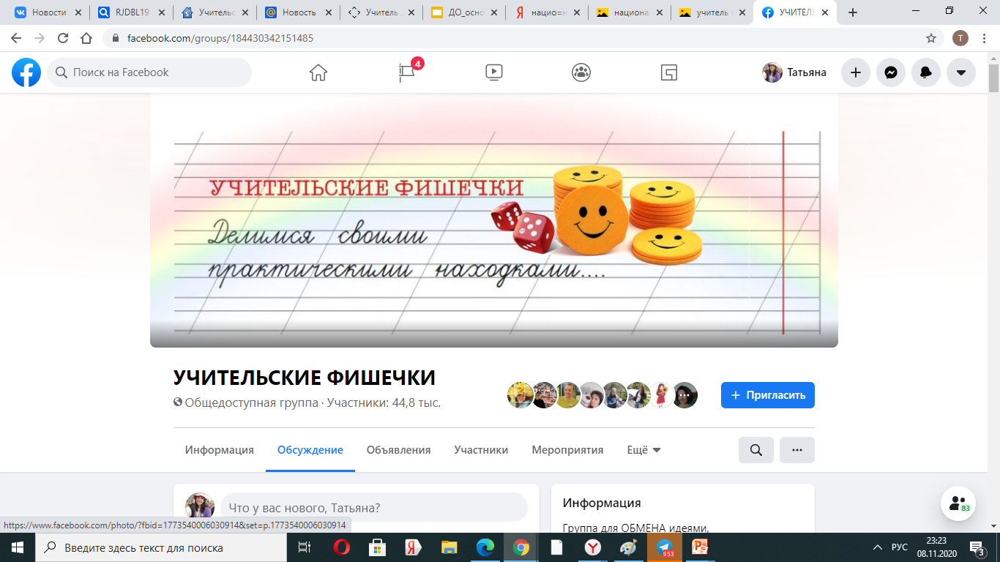 Новости
RJDBL19
Учительс
Новость
Учитель
ДО_осно
нацио=н
национа
учитель
УЧИТЕЛЬ
facebook.com/groups/184430342151485
T
Поиск на Facebook
4
Татьяна
УЧИТЕЛЬСКИЕ ФИШЕЧКИ
Делимся своими
практическими находками....
УЧИТЕЛЬСКИЕ ФИШЕЧКИ
Общедоступная группа · Участники: 44,8 тыс.
+ Пригласить
Информация
Обсуждение
Объявления
Участники
Мероприятия
Ещё
Что у вас нового, Татьяна?
Информация
Группа для ОБМЕНА идеями,
83
https://www.facebook.com/photo/?fbid=1773540006030914&set=p.1773540006030914
Введите здесь текст для поиска
953
РУС
23:23
08.11.2020
3